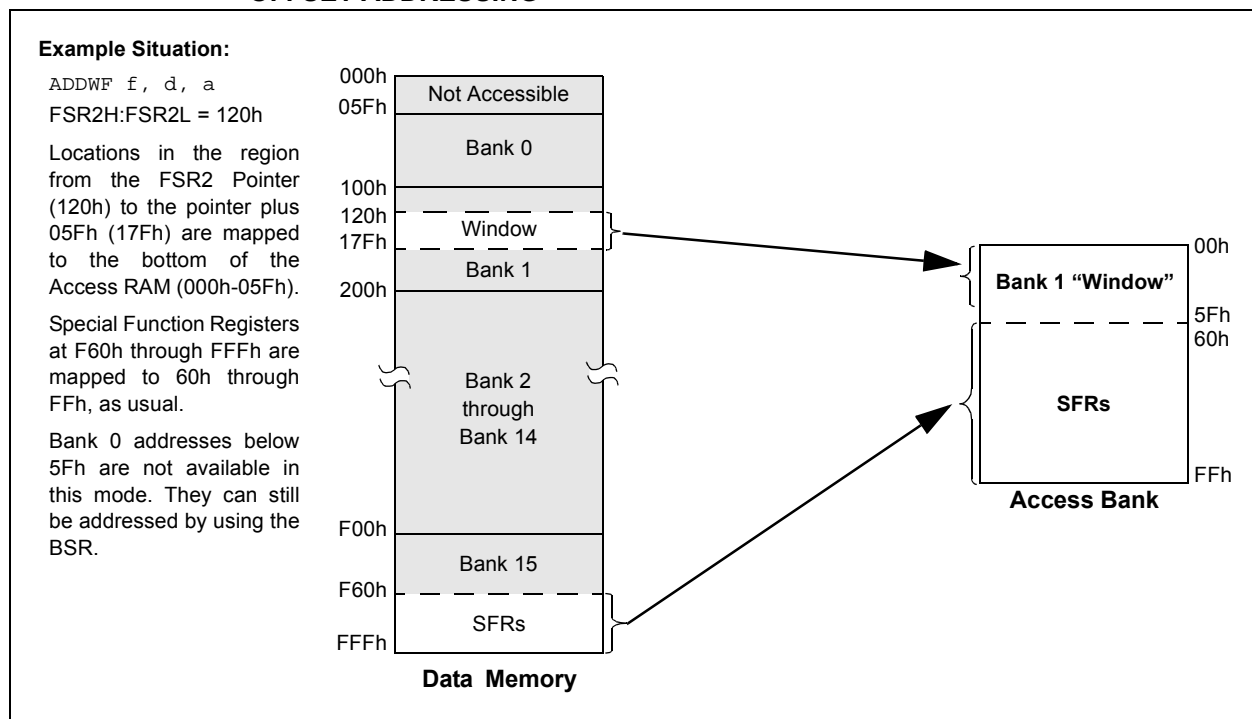 OFFSET ADDRESSING
Example Situation:
ADDWF f, d, a
FSR2H:FSR2L = 120h
Locations in the region
from the FSR2 Pointer
(120h) to the pointer plus
05Fh (17Fh) are mapped
to the bottom of the
Access RAM (000h-05Fh).
Special Function Registers
at F60h through FFFh are
mapped to 60h through
FFh, as usual.
Bank 0 addresses below
5Fh are not available in
this mode. They can still
be addressed by using the
BSR.
000h
Not Accessible
05Fh
Bank 0
100h
120h
Window
17Fh
Bank 1
200h
Bank 2
through
Bank 14
F00h
Bank 15
F60h
SFRs
FFFh
Data Memory
00h
Bank 1 “Window”
5Fh
60h
SFRs
FFh
Access Bank